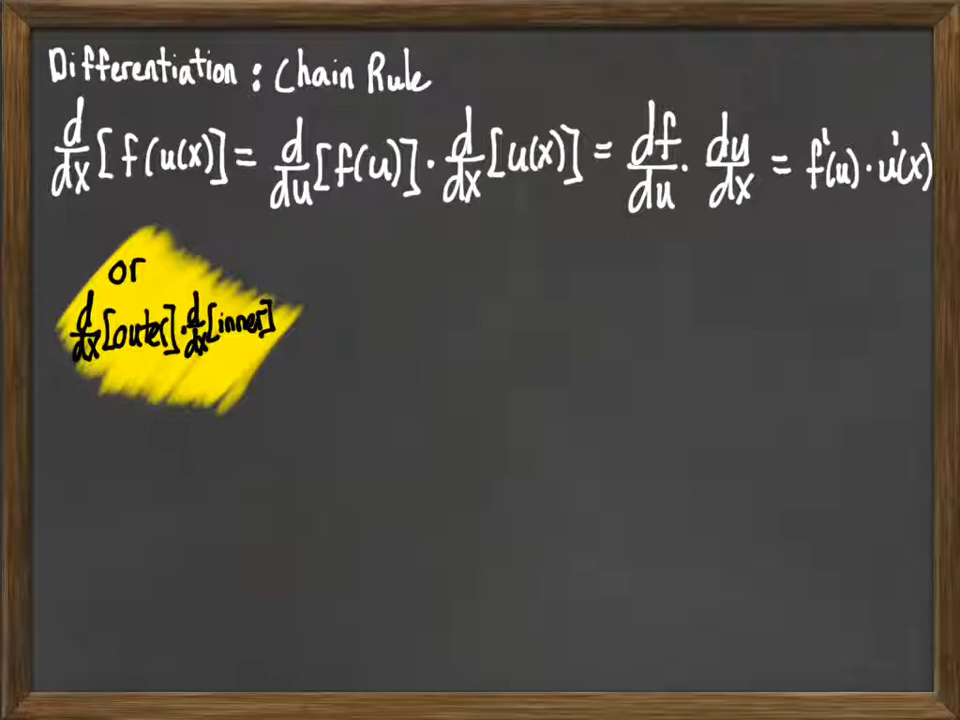 Differentiation : Chain Rule
d/dx [f(u(x)] = d/du [f(u)] · d/dx [u(x)] = df/du · du/dx = f'(u) · u'(x)
or
d/dx [outer] · d/dx [inner]